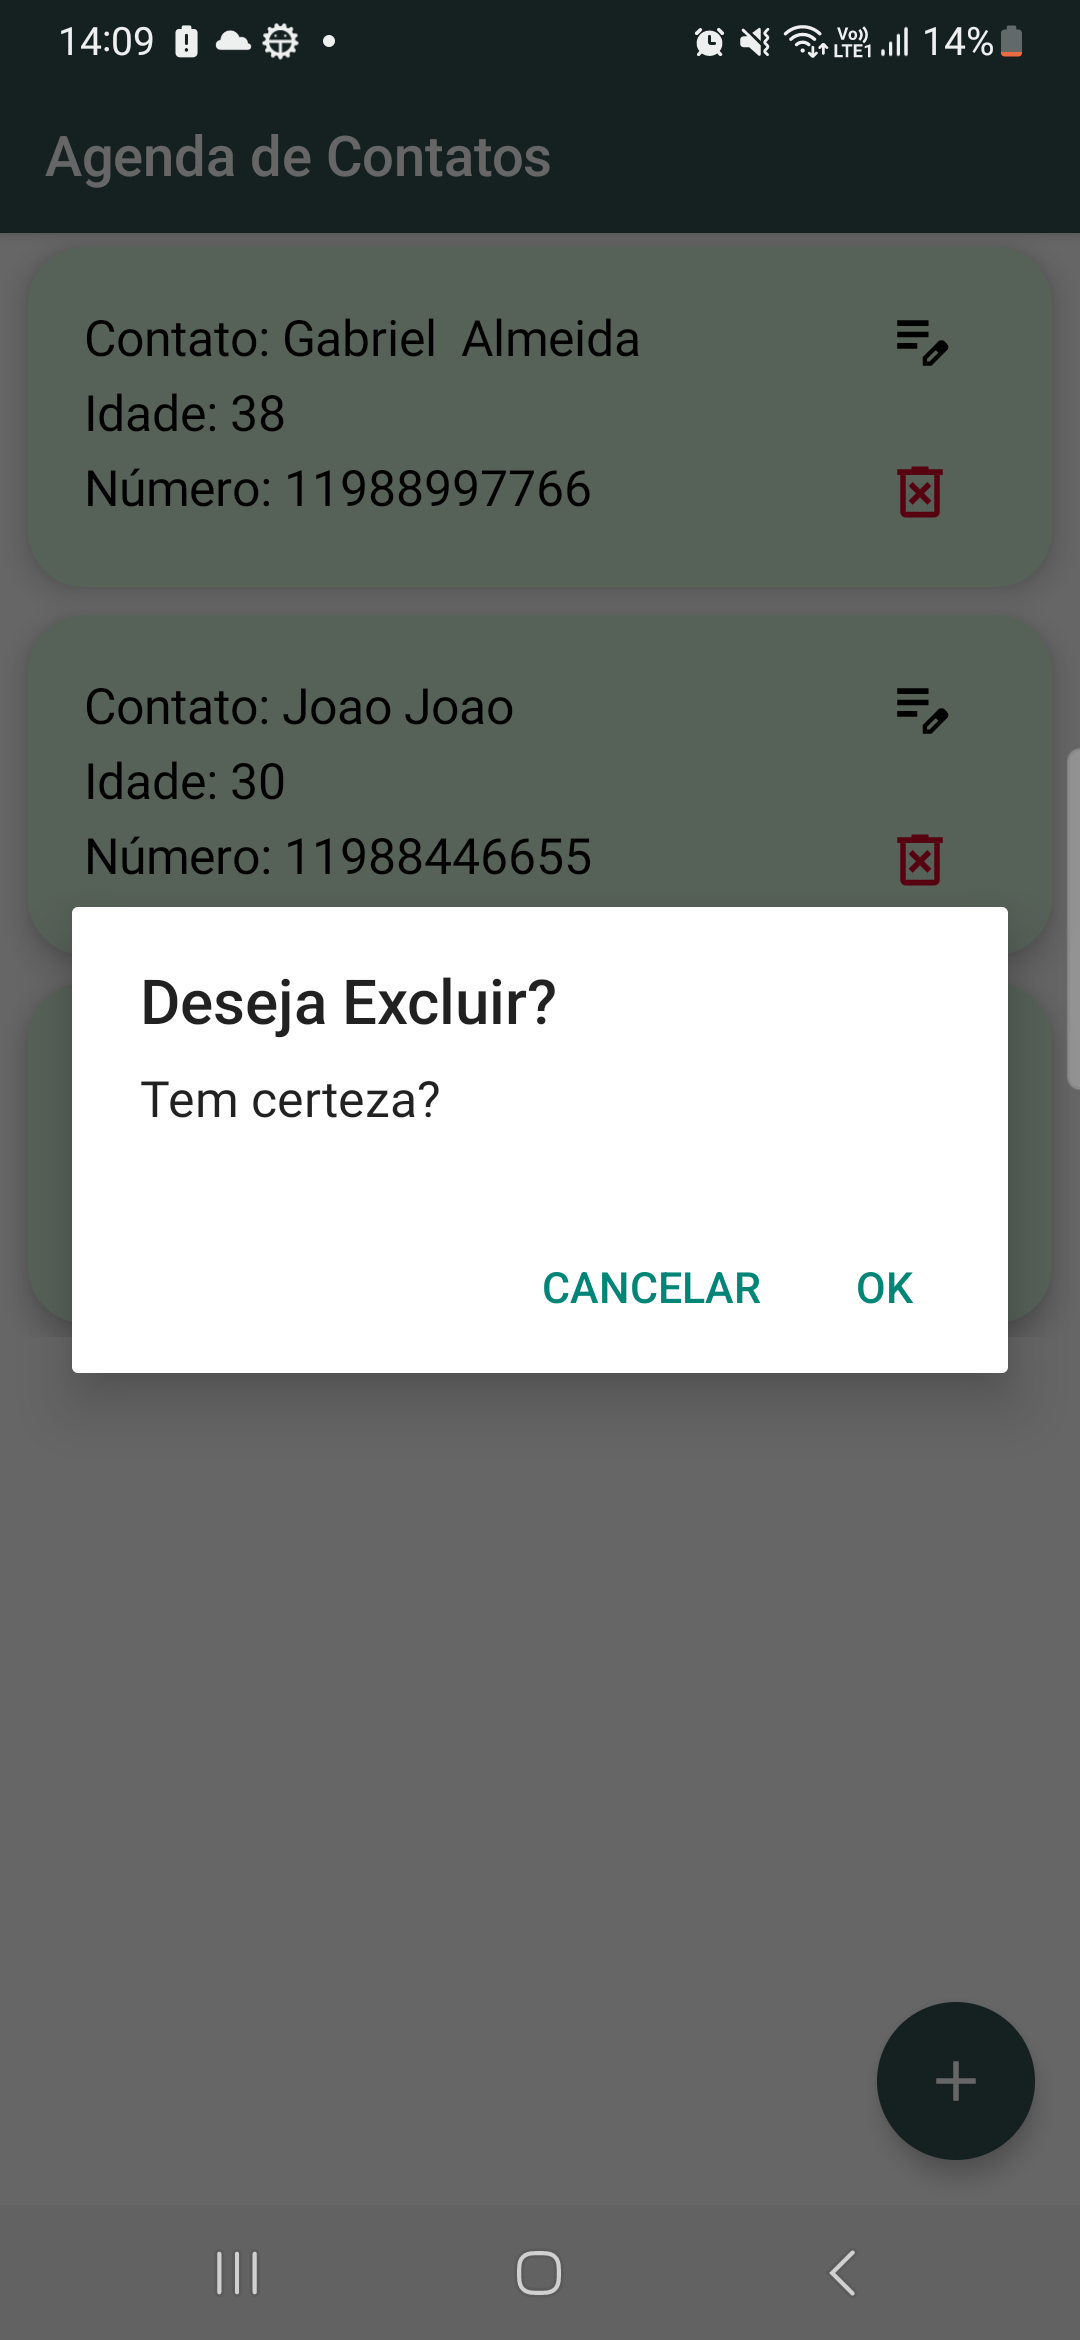 14:09
Vo)) LTE1 14%
Agenda de Contatos
Contato: Gabriel  Almeida
Idade: 38
Número: 11988997766
Contato: Joao Joao
Idade: 30
Número: 11988446655
Deseja Excluir?
Tem certeza?
CANCELAR OK